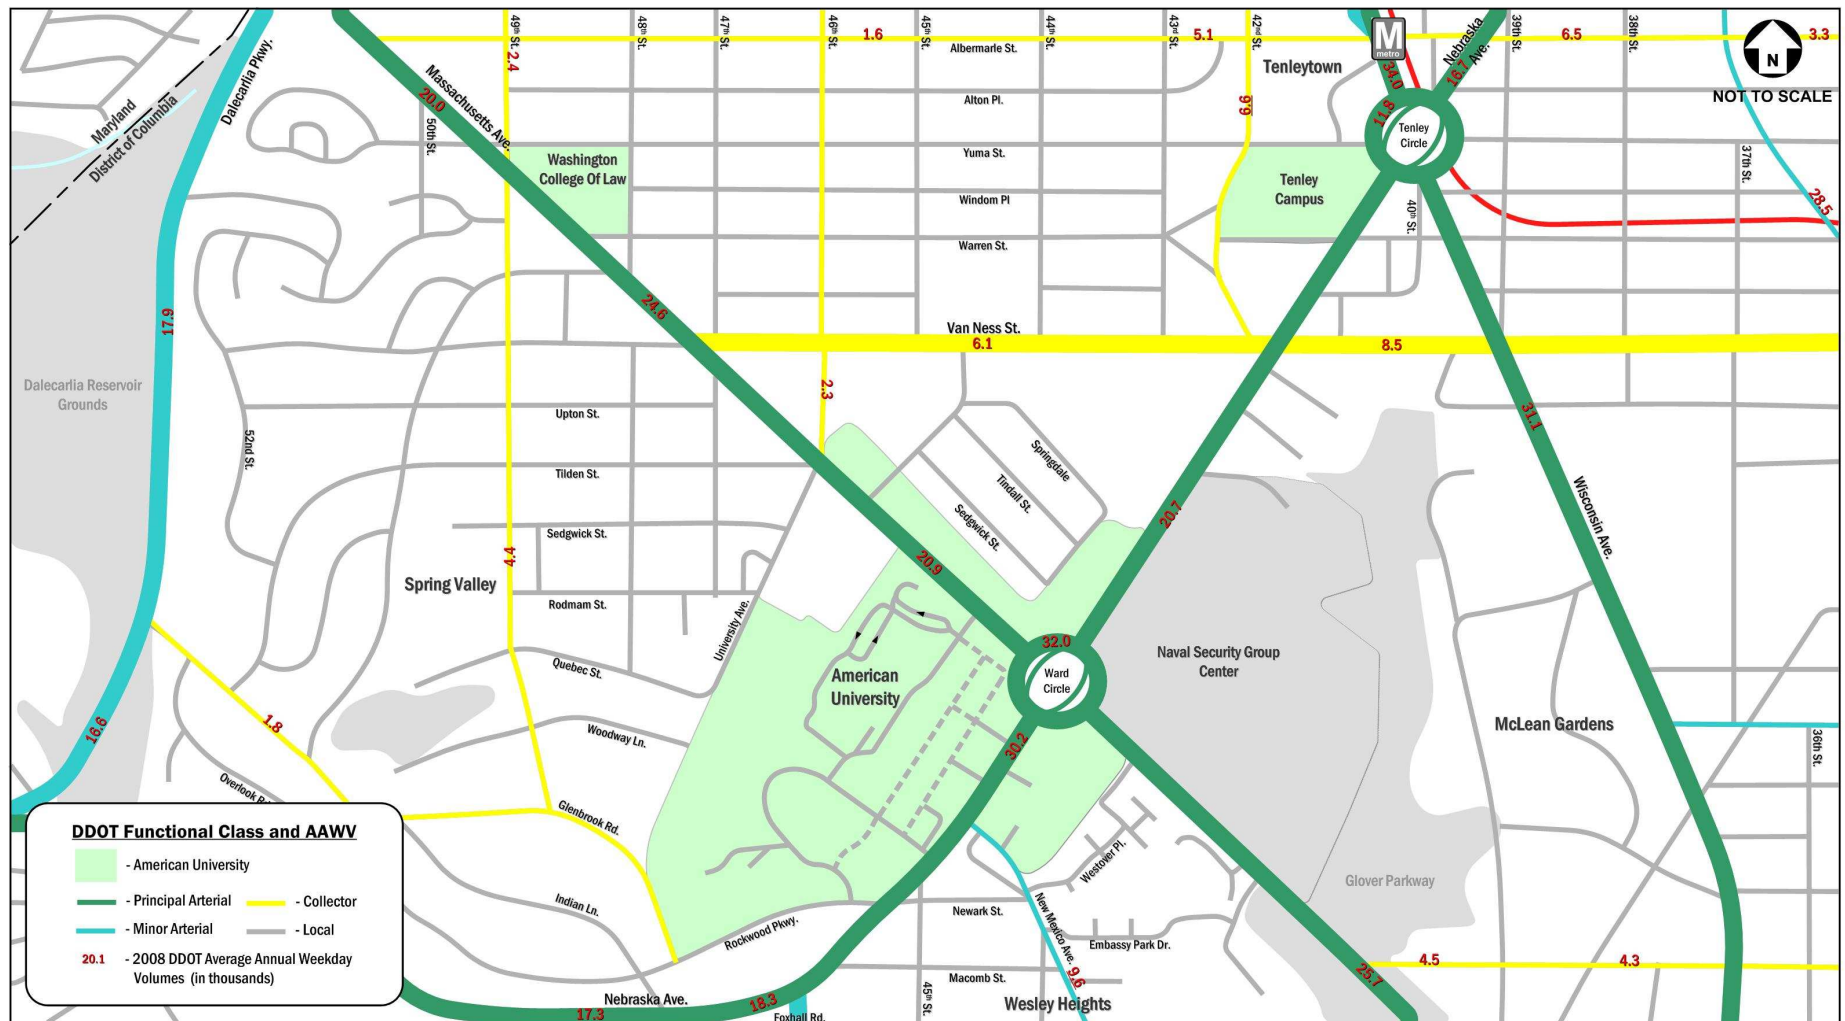 49th St.
48th St.
47th St.
46th St.
45th St.
44th St.
43rd St.
42nd St.
39th St.
38th St.
Nebraska
Ave.
1.6
5.1
6.5
3.3
Albermarle St.
M
metro
N
NOT TO SCALE
Dalecarlia Pkwy.
2.4
Massachusetts Ave.
20.0
Tenleytown
34.0
16.7
Maryland
District of Columbia
Alton Pl.
9.9
11.8
Tenley
Circle
50th St.
Washington
College Of Law
Yuma St.
37th St.
Tenley
Campus
Windom Pl
40th St.
28.5
Warren St.
17.9
24.6
Van Ness St.
6.1
8.5
Dalecarlia Reservoir
Grounds
2.3
Upton St.
31.1
52nd St.
Tilden St.
Springdale
Tindall St.
Sedgwick St.
20.7
Wisconsin Ave.
Sedgwick St.
4.4
20.9
Spring Valley
Rodmam St.
University Ave.
32.0
Quebec St.
American
University
Ward
Circle
Naval Security Group
Center
1.8
16.6
Woodway Ln.
30.2
McLean Gardens
36th St.
Overlook Rd.
Glenbrook Rd.
DDOT Functional Class and AAWV
- American University
- Principal Arterial
- Collector
- Minor Arterial
- Local
20.1
- 2008 DDOT Average Annual Weekday
Volumes (in thousands)
Westover Pl.
Glover Parkway
Indian Ln.
Newark St.
New Mexico Ave.
Rockwood Pkwy.
Embassy Park Dr.
9.6
4.5
4.3
25.7
Macomb St.
45th St.
Wesley Heights
Nebraska Ave.
17.3
18.3
Foxhall Rd.